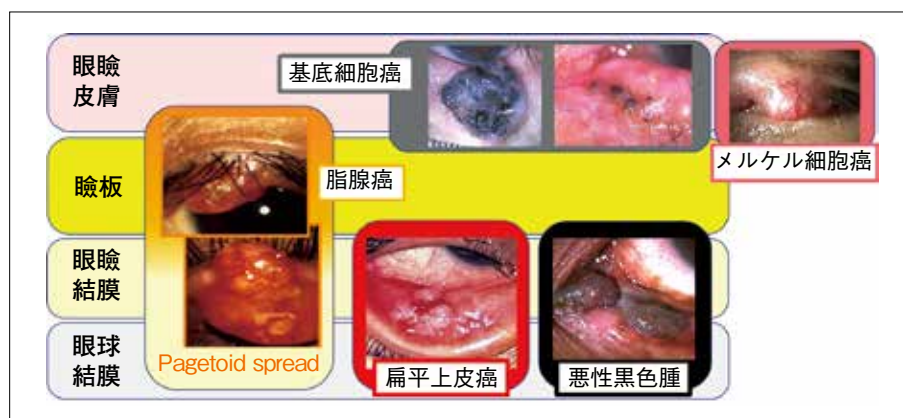 眼瞼
皮膚
基底細胞癌
メルケル細胞癌
瞼板
脂腺癌
眼瞼
結膜
眼球
結膜
Pagetoid spread
扁平上皮癌
悪性黒色腫